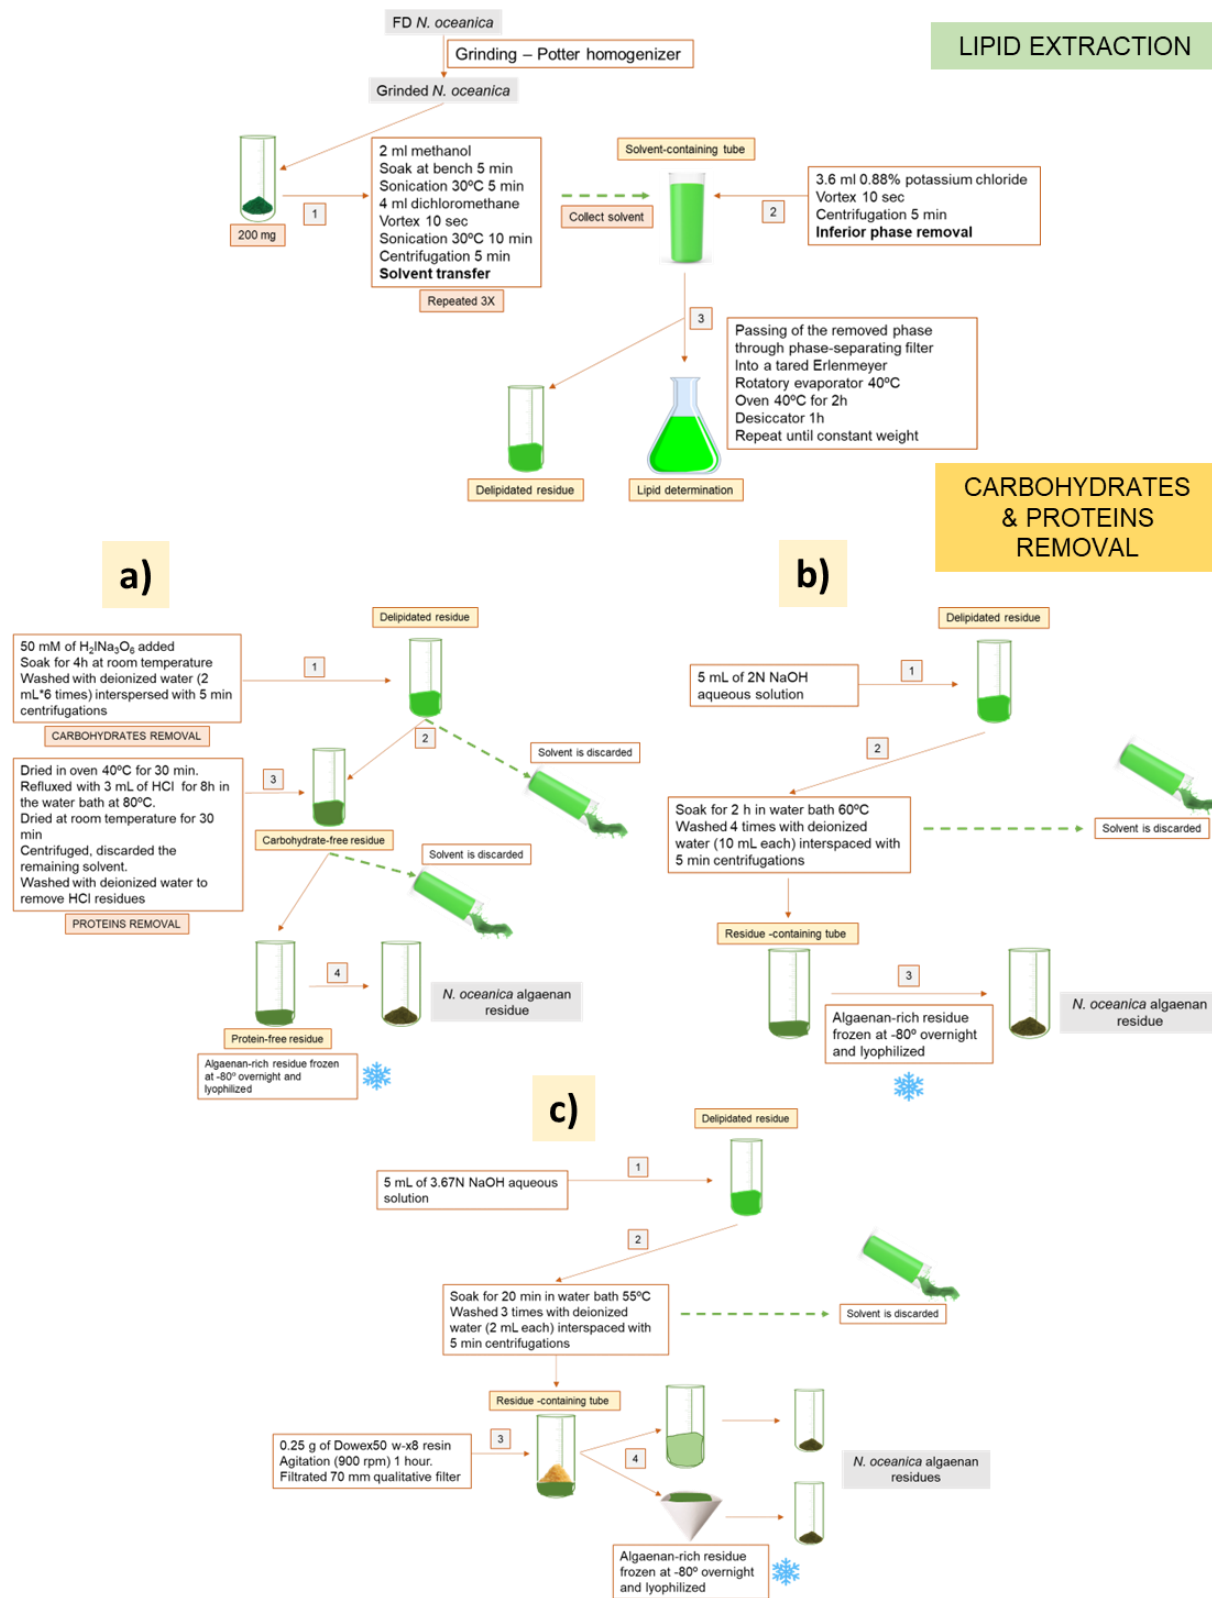 FD N. oceanica
LIPID EXTRACTION
Grinding – Potter homogenizer
Grinded N. oceanica
200 mg
1
2 ml methanol
Soak at bench 5 min
Sonication 30ºC 5 min
4 ml dichloromethane
Vortex 10 sec
Sonication 30ºC 10 min
Centrifugation 5 min
Solvent transfer
Repeated 3X
Collect solvent
Solvent-containing tube
2
3.6 ml 0.88% potassium chloride
Vortex 10 sec
Centrifugation 5 min
Inferior phase removal
3
Passing of the removed phase
through phase-separating filter
Into a tared Erlenmeyer
Rotatory evaporator 40ºC
Oven 40ºC for 2h
Desiccator 1h
Repeat until constant weight
Delipidated residue
Lipid determination
CARBOHYDRATES
& PROTEINS
REMOVAL
a)
Delipidated residue
50 mM of H2INa3O6 added
Soak for 4h at room temperature
Washed with deionized water (2
mL*6 times) interspersed with 5 min
centrifugations
CARBOHYDRATES REMOVAL
1
2
Solvent is discarded
Dried in oven 40ºC for 30 min.
Refluxed with 3 mL of HCl for 8h in
the water bath at 80ºC.
Dried at room temperature for 30
min
Centrifuged, discarded the
remaining solvent.
Washed with deionized water to
remove HCl residues
PROTEINS REMOVAL
3
Carbohydrate-free residue
Solvent is discarded
4
Protein-free residue
N. oceanica algaenan
residue
Algaenan-rich residue frozen
at -80º overnight and
lyophilized
b)
Delipidated residue
5 mL of 2N NaOH
aqueous solution
1
2
Soak for 2 h in water bath 60ºC
Washed 4 times with deionized
water (10 mL each) interspaced with
5 min centrifugations
Solvent is discarded
Residue -containing tube
3
Algaenan-rich residue
frozen at -80º overnight
and lyophilized
N. oceanica algaenan
residue
c)
Delipidated residue
5 mL of 3.67N NaOH aqueous
solution
1
2
Soak for 20 min in water bath 55ºC
Washed 3 times with deionized
water (2 mL each) interspaced with
5 min centrifugations
Solvent is discarded
Residue -containing tube
0.25 g of Dowex50 w-x8 resin
Agitation (900 rpm) 1 hour.
Filtrated 70 mm qualitative filter
3
4
N. oceanica algaenan
residues
Algaenan-rich residue
frozen at -80º overnight
and lyophilized